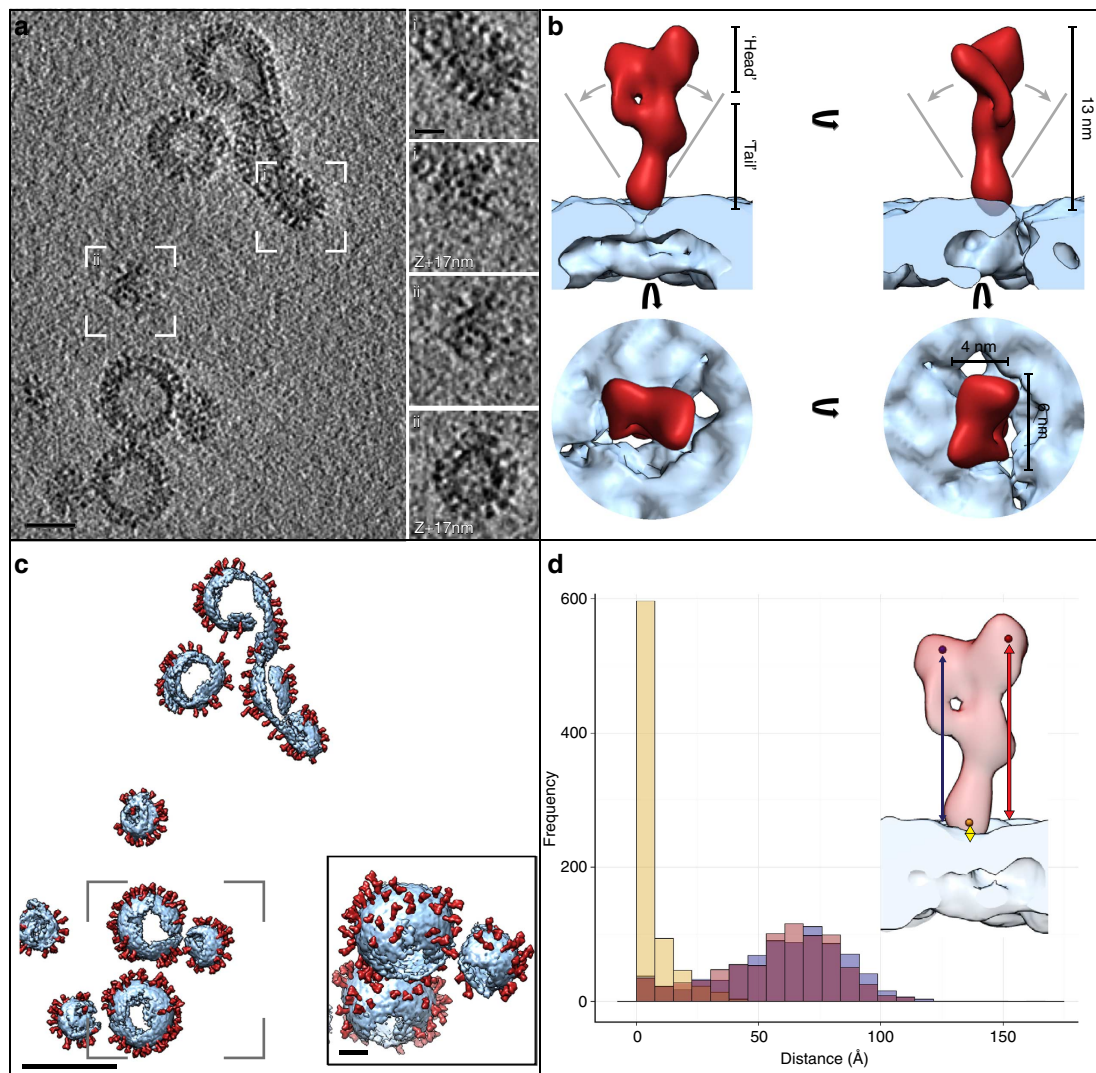 a
i
ii
i
i
Z+17nm
ii
ii
Z+17nm
b
'Head'
'Tail'
13 nm
4 nm
6 nm
c
d
600
400
200
0
Frequency
0
50
100
150
Distance (Å)